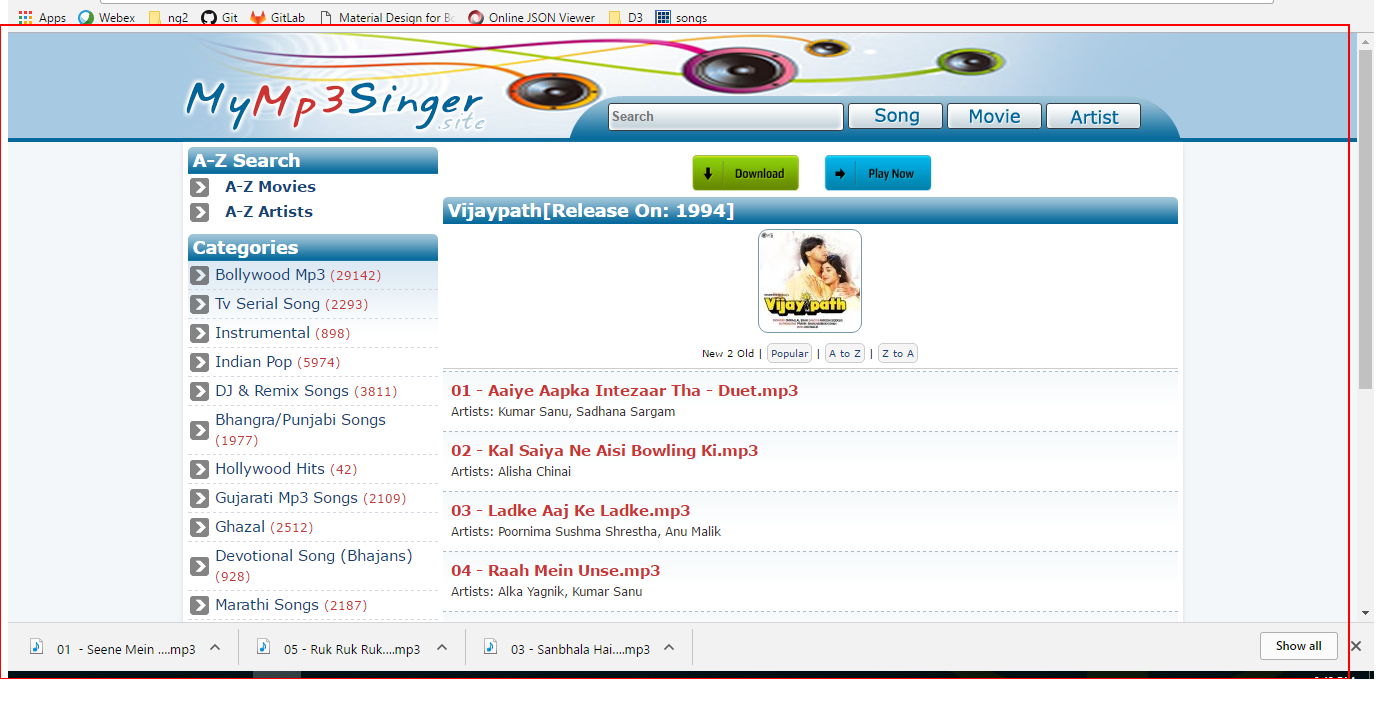 Apps Webex ng2 Git GitLab Material Design for Bo Online JSON Viewer D3 songs
MyMp3Singer
.site
Search Song Movie Artist
A-Z Search
A-Z Movies
A-Z Artists
Categories
Bollywood Mp3 (29142)
Tv Serial Song (2293)
Instrumental (898)
Indian Pop (5974)
DJ & Remix Songs (3811)
Bhangra/Punjabi Songs
(1977)
Hollywood Hits (42)
Gujarati Mp3 Songs (2109)
Ghazal (2512)
Devotional Song (Bhajans)
(928)
Marathi Songs (2187)
Download Play Now
Vijaypath[Release On: 1994]
Vijaypath
New 2 Old | Popular | A to Z | Z to A
01 - Aaiye Aapka Intezaar Tha - Duet.mp3
Artists: Kumar Sanu, Sadhana Sargam
02 - Kal Saiya Ne Aisi Bowling Ki.mp3
Artists: Alisha Chinai
03 - Ladke Aaj Ke Ladke.mp3
Artists: Poornima Sushma Shrestha, Anu Malik
04 - Raah Mein Unse.mp3
Artists: Alka Yagnik, Kumar Sanu
01 - Seene Mein ....mp3 05 - Ruk Ruk Ruk....mp3 03 - Sanbhala Hai....mp3 Show all